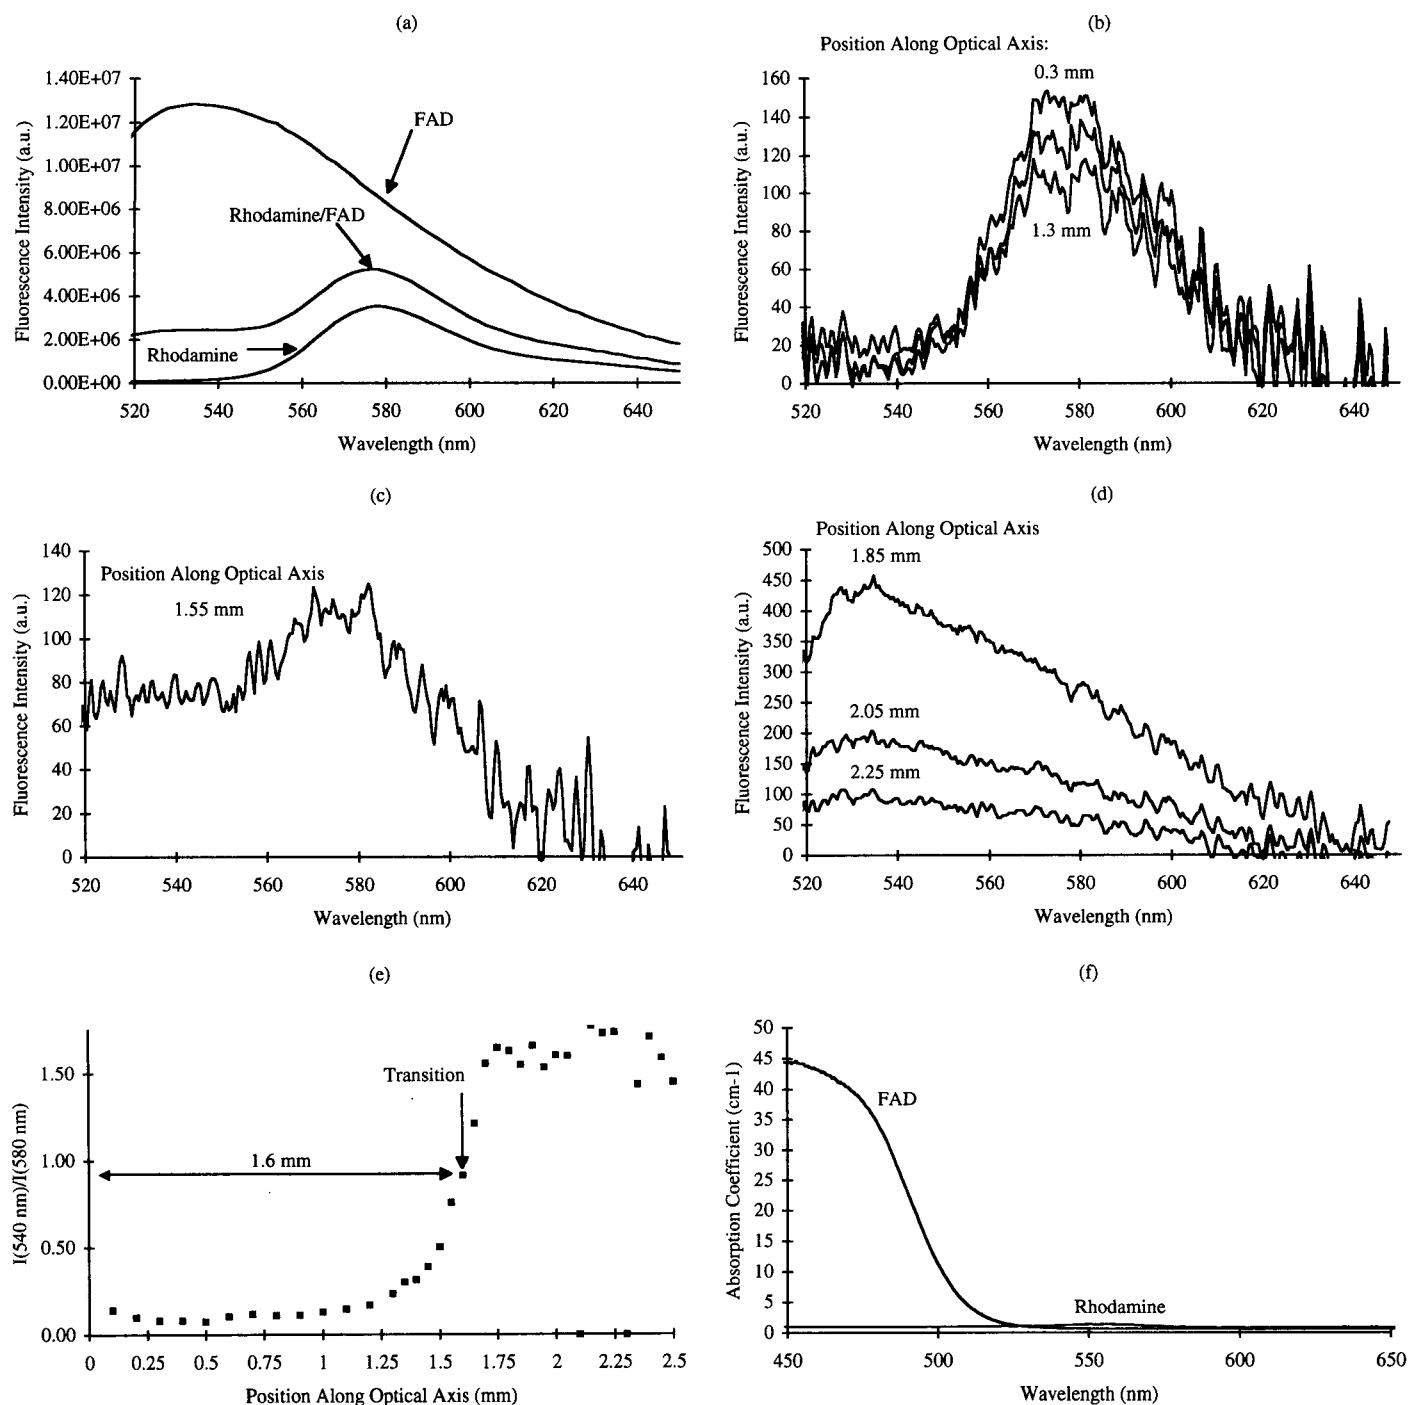 (a)
1.40E+07
1.20E+07
1.00E+07
8.00E+06
6.00E+06
4.00E+06
2.00E+06
0.00E+00
Fluorescence Intensity (a.u.)
FAD
Rhodamine/FAD
Rhodamine
520 540 560 580 600 620 640
Wavelength (nm)
(b)
Position Along Optical Axis:
0.3 mm
160
140
120
100
80
60
40
20
0
Fluorescence Intensity (a.u.)
1.3 mm
520 540 560 580 600 620 640
Wavelength (nm)
(c)
140
120
100
80
60
40
20
0
Fluorescence Intensity (a.u.)
Position Along Optical Axis
1.55 mm
520 540 560 580 600 620 640
Wavelength (nm)
(d)
Position Along Optical Axis
500
450
400
350
300
250
200
150
100
50
0
Fluorescence Intensity (a.u.)
1.85 mm
2.05 mm
2.25 mm
520 540 560 580 600 620 640
Wavelength (nm)
(e)
1.50
1.00
0.50
0.00
I(540 nm)/I(580 nm)
Transition
1.6 mm
0 0.25 0.5 0.75 1 1.25 1.5 1.75 2 2.25 2.5
Position Along Optical Axis (mm)
(f)
50
45
40
35
30
25
20
15
10
5
0
Absorption Coefficient (cm-1)
FAD
Rhodamine
450 500 550 600 650
Wavelength (nm)